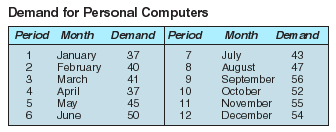 Demand for Personal Computers
Period Month Demand Period Month Demand
1 January 37 7 July 43
2 February 40 8 August 47
3 March 41 9 September 56
4 April 37 10 October 52
5 May 45 11 November 55
6 June 50 12 December 54